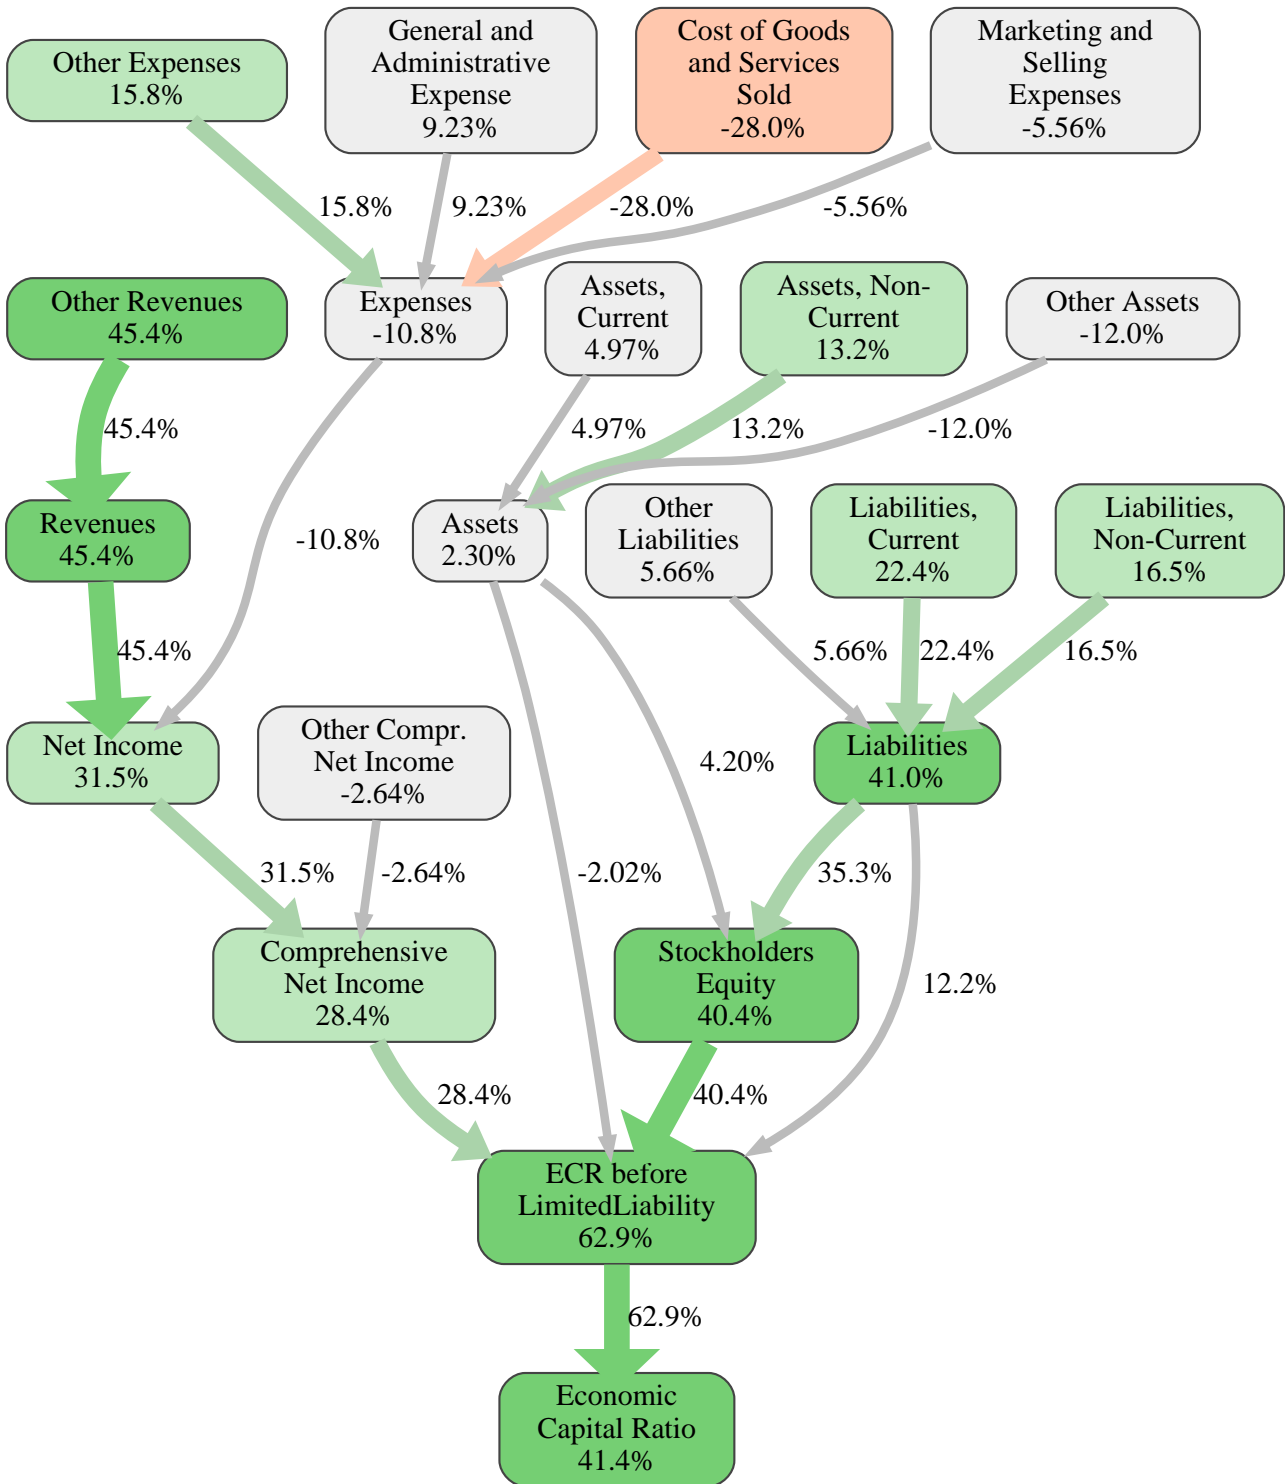 Other Expenses
15.8%
General and
Administrative
Expense
9.23%
Cost of Goods
and Services
Sold
-28.0%
Marketing and
Selling
Expenses
-5.56%
15.8%
9.23%
-28.0%
-5.56%
Other Revenues
45.4%
Expenses
-10.8%
Assets,
Current
4.97%
Assets, Non-
Current
13.2%
Other Assets
-12.0%
45.4%
4.97%
13.2%
-12.0%
Revenues
45.4%
-10.8%
Assets
2.30%
Other
Liabilities
5.66%
Liabilities,
Current
22.4%
Liabilities,
Non-Current
16.5%
45.4%
5.66%
22.4%
16.5%
Net Income
31.5%
Other Compr.
Net Income
-2.64%
4.20%
Liabilities
41.0%
31.5%
-2.64%
-2.02%
35.3%
Comprehensive
Net Income
28.4%
Stockholders
Equity
40.4%
12.2%
28.4%
40.4%
ECR before
LimitedLiability
62.9%
62.9%
Economic
Capital Ratio
41.4%